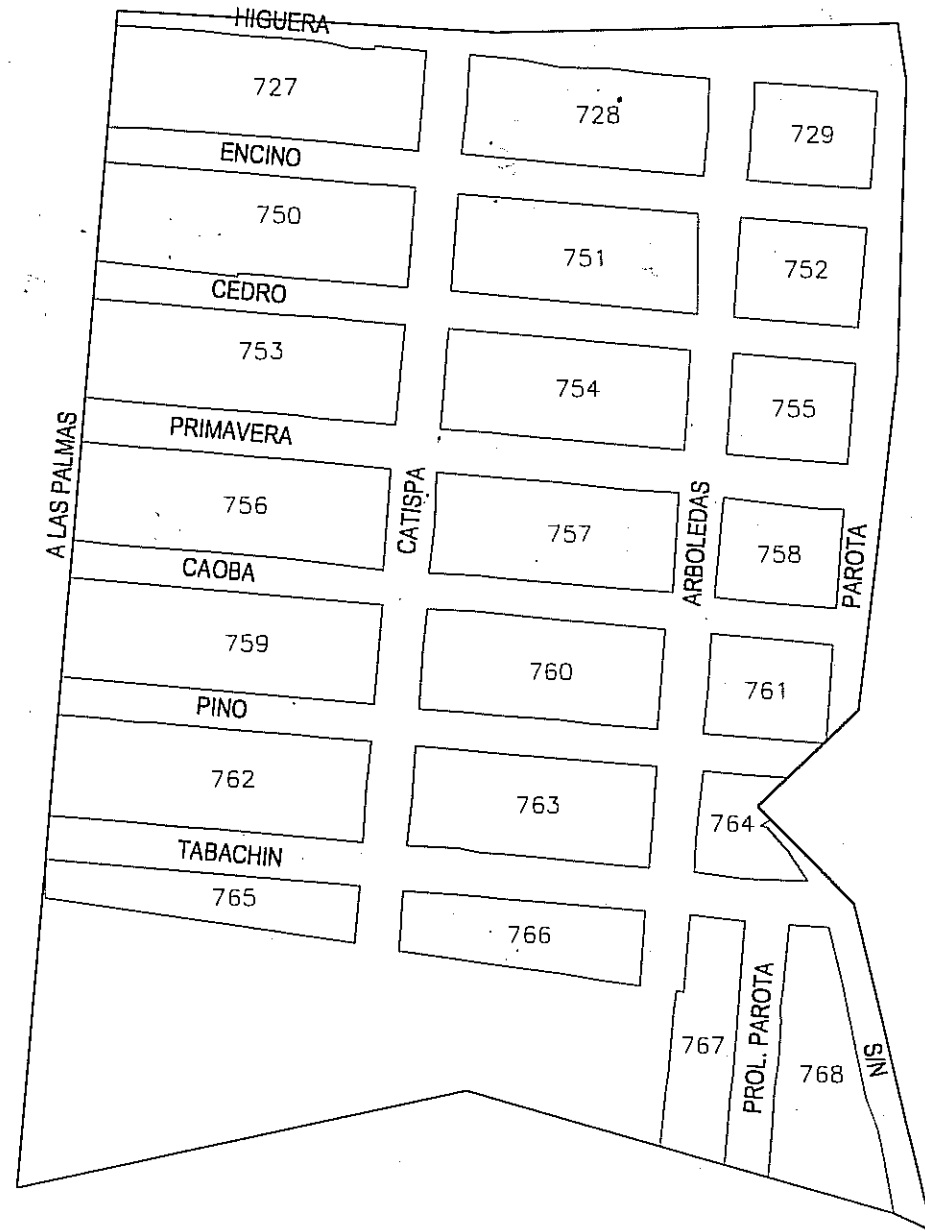 HIGUERA
727
728
729
ENCINO
750
751
752
CEDRO
753
754
755
A LAS PALMAS
PRIMAVERA
CATISPA
ARBOLEDAS
PAROTA
756
757
758
CAOBA
759
760
761
PINO
762
763
764
TABACHIN
765
766
767
PROL. PAROTA
768
S/N